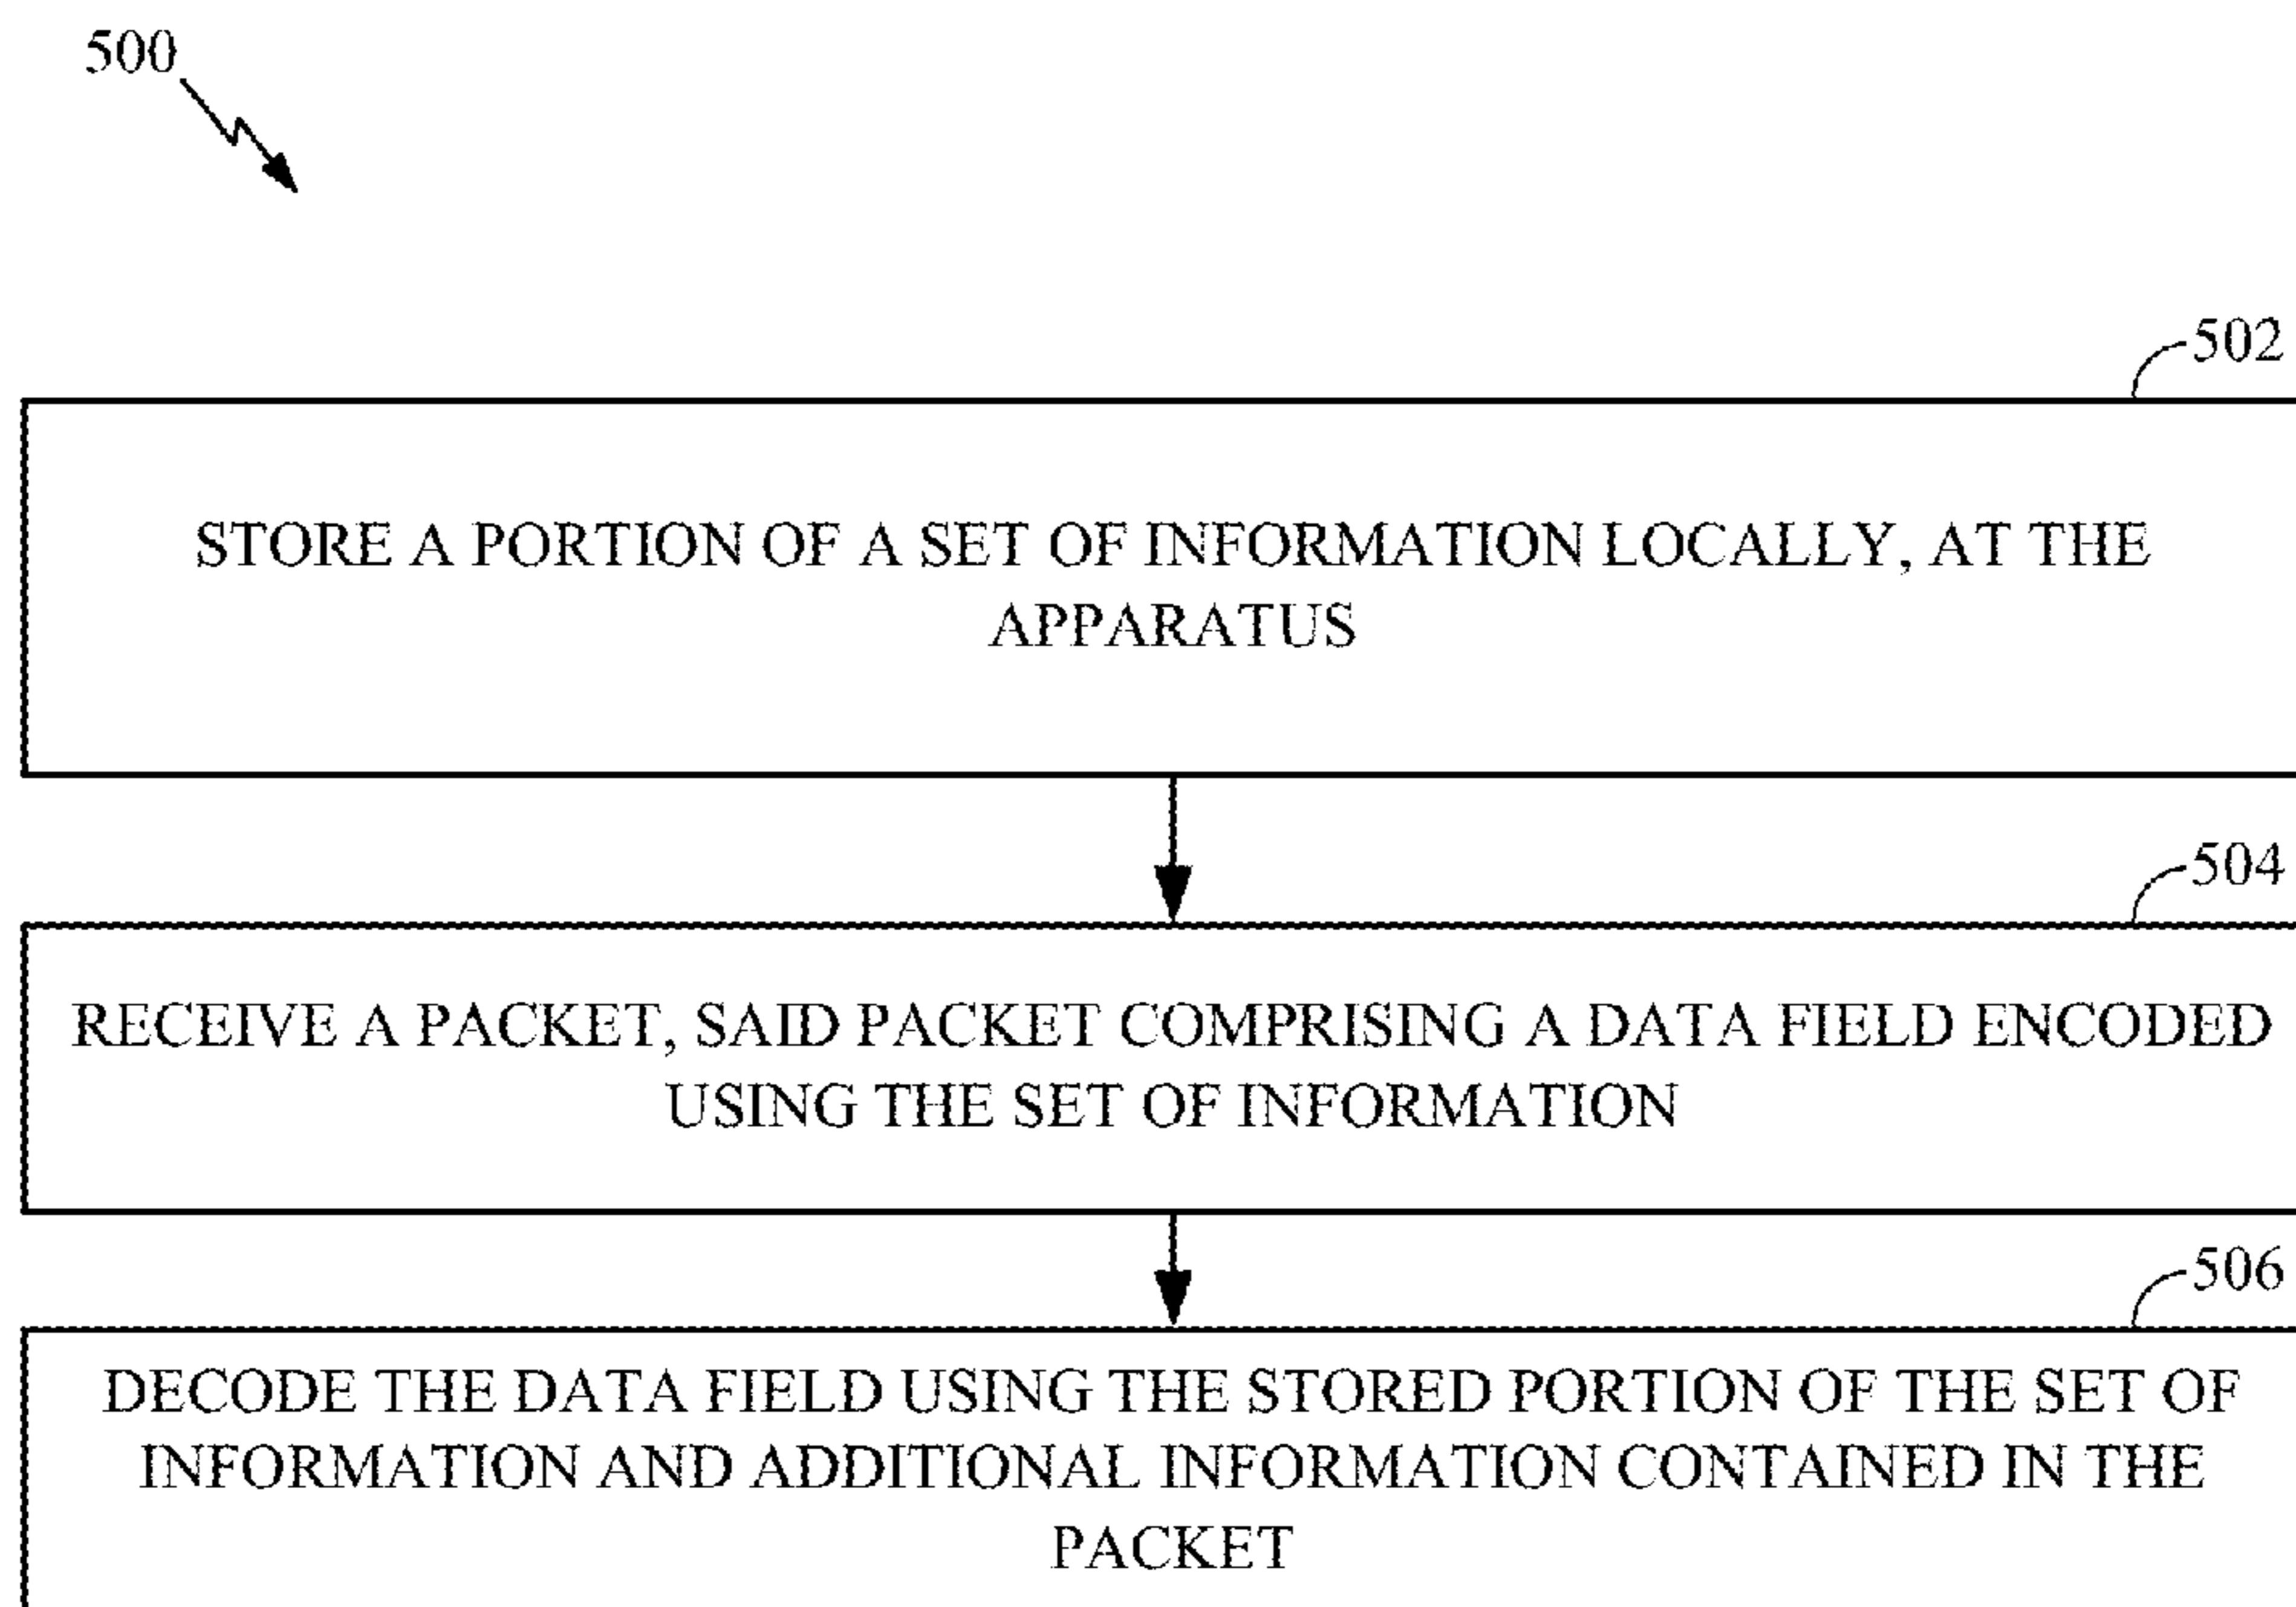 500
502
STORE A PORTION OF A SET OF INFORMATION LOCALLY, AT THE
APPARATUS
504
RECEIVE A PACKET, SAID PACKET COMPRISING A DATA FIELD ENCODED
USING THE SET OF INFORMATION
506
DECODE THE DATA FIELD USING THE STORED PORTION OF THE SET OF
INFORMATION AND ADDITIONAL INFORMATION CONTAINED IN THE
PACKET